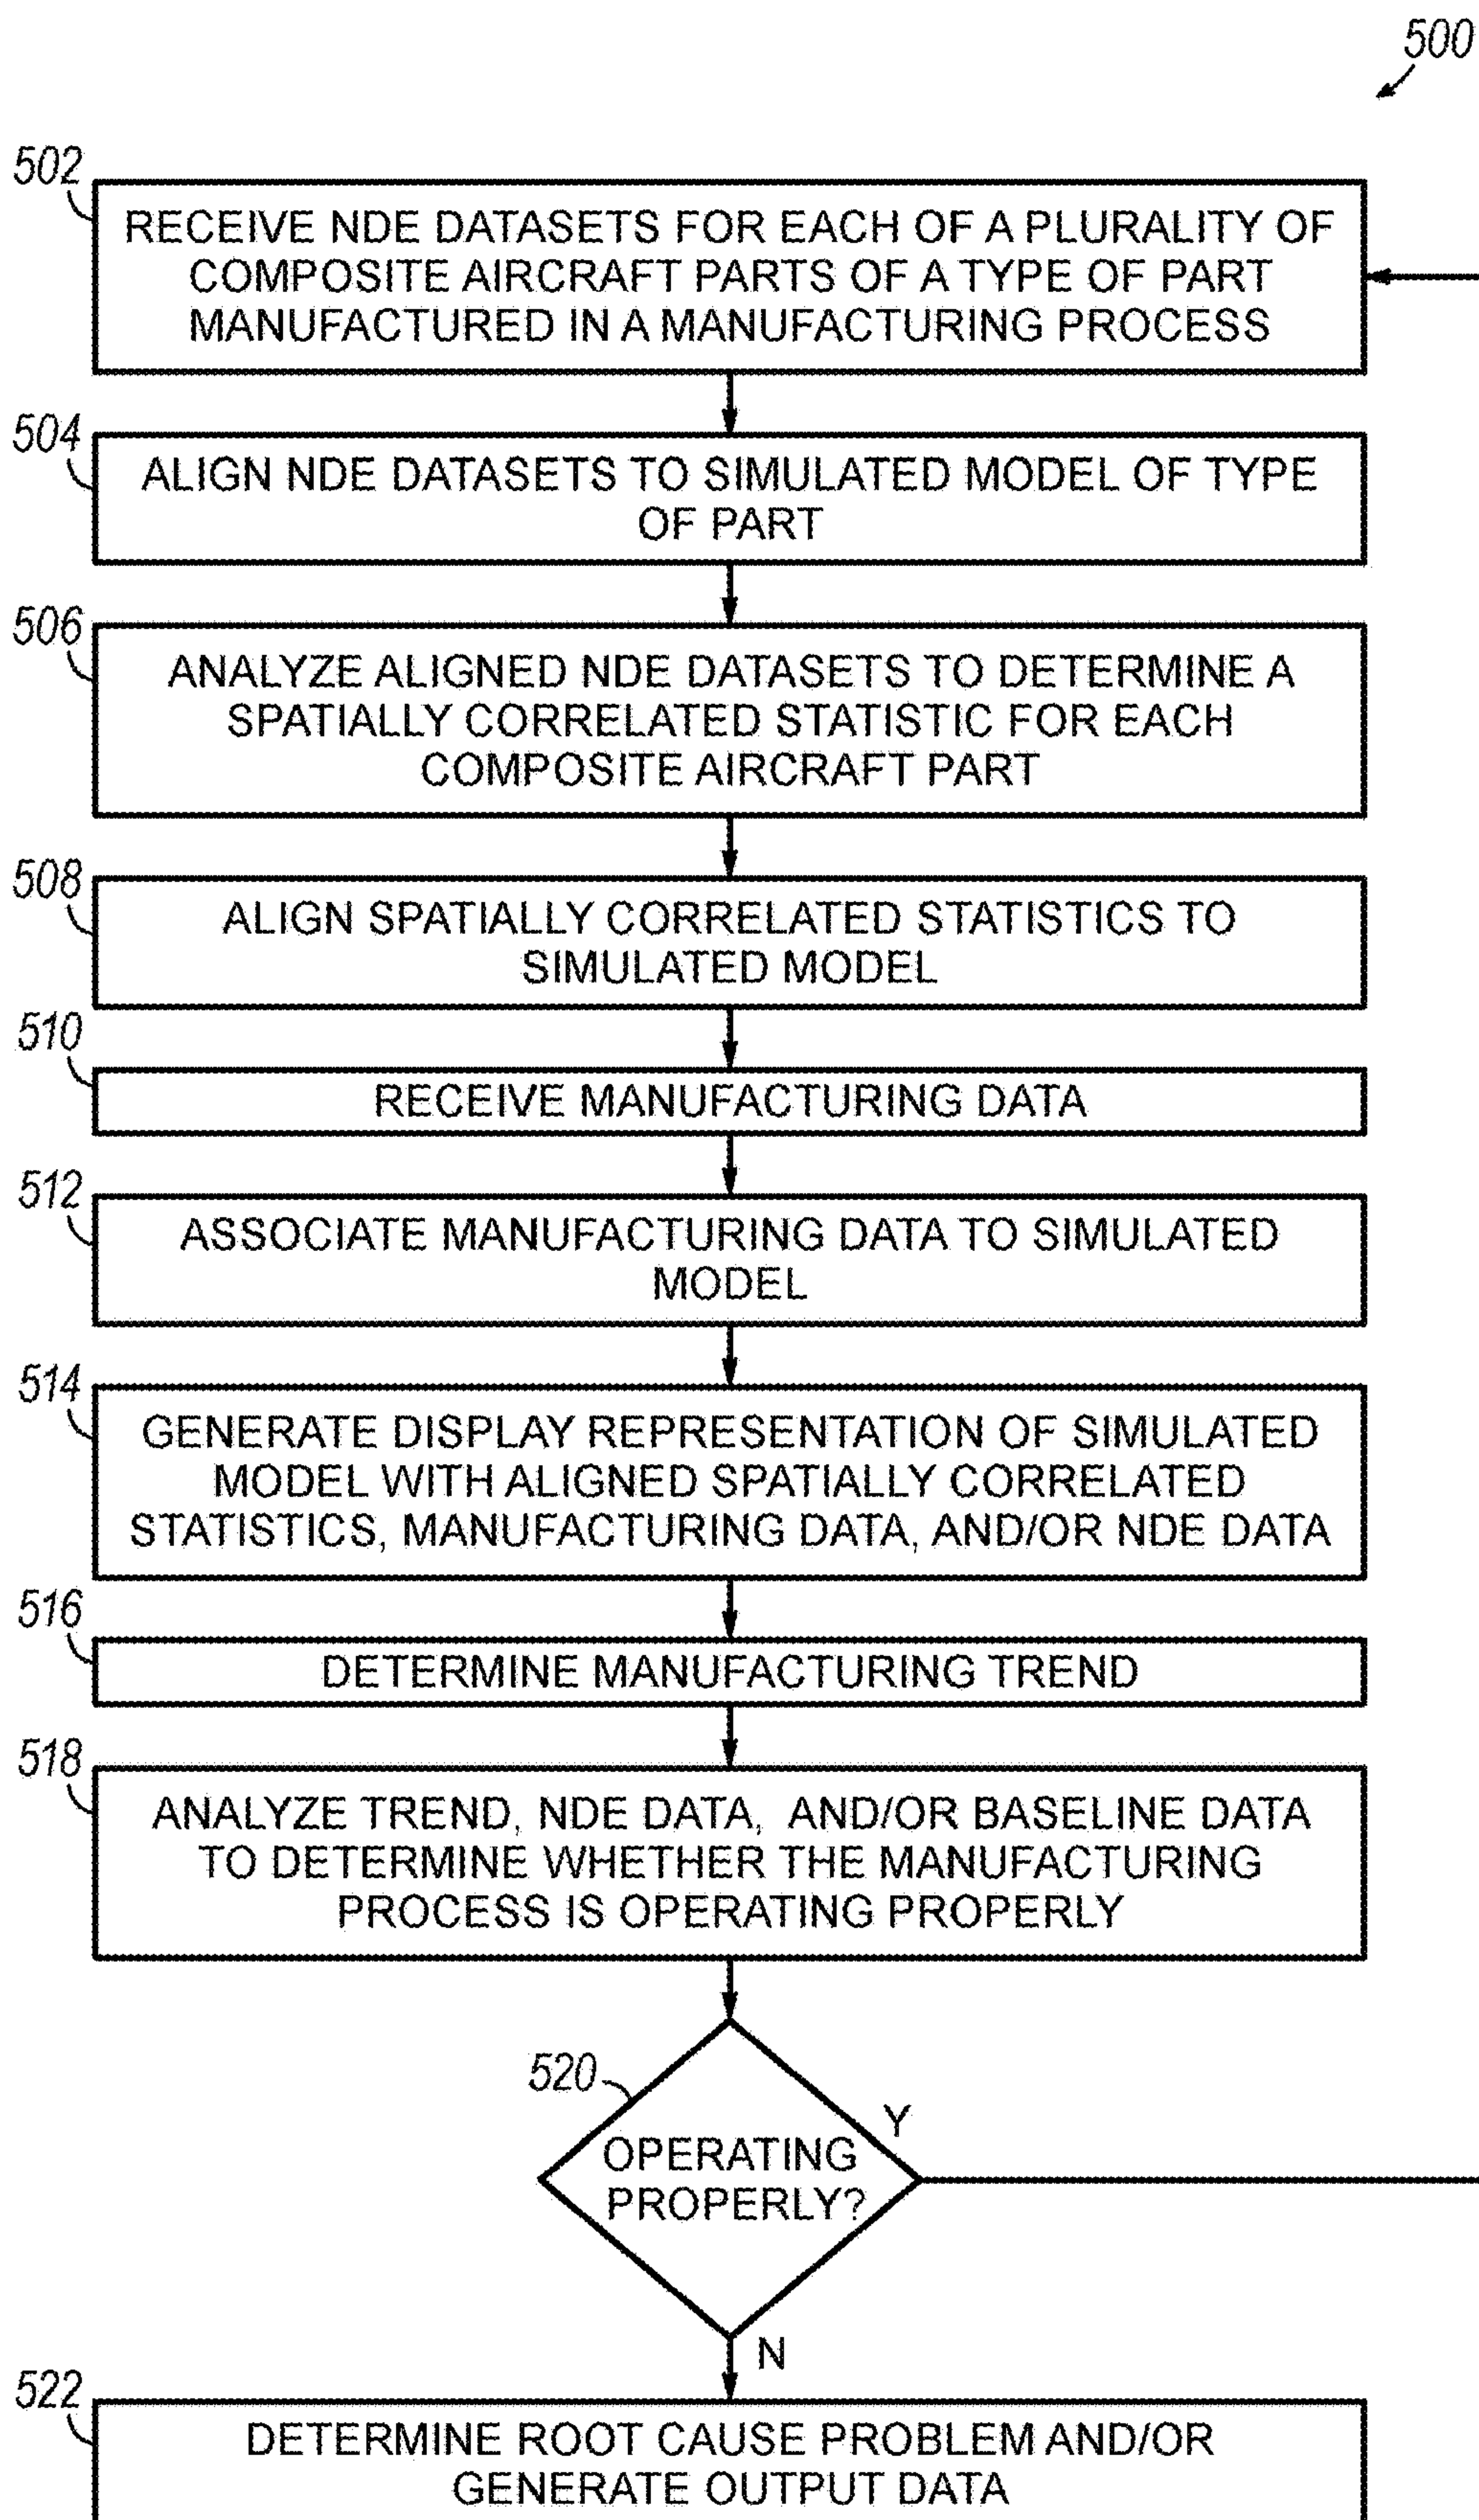 500
502
RECEIVE NDE DATASETS FOR EACH OF A PLURALITY OF
COMPOSITE AIRCRAFT PARTS OF A TYPE OF PART
MANUFACTURED IN A MANUFACTURING PROCESS
504
ALIGN NDE DATASETS TO SIMULATED MODEL OF TYPE
OF PART
506
ANALYZE ALIGNED NDE DATASETS TO DETERMINE A
SPATIALLY CORRELATED STATISTIC FOR EACH
COMPOSITE AIRCRAFT PART
508
ALIGN SPATIALLY CORRELATED STATISTICS TO
SIMULATED MODEL
510
RECEIVE MANUFACTURING DATA
512
ASSOCIATE MANUFACTURING DATA TO SIMULATED
MODEL
514
GENERATE DISPLAY REPRESENTATION OF SIMULATED
MODEL WITH ALIGNED SPATIALLY CORRELATED
STATISTICS, MANUFACTURING DATA, AND/OR NDE DATA
516
DETERMINE MANUFACTURING TREND
518
ANALYZE TREND, NDE DATA, AND/OR BASELINE DATA
TO DETERMINE WHETHER THE MANUFACTURING
PROCESS IS OPERATING PROPERLY
520
Y
OPERATING
PROPERLY?
N
522
DETERMINE ROOT CAUSE PROBLEM AND/OR
GENERATE OUTPUT DATA